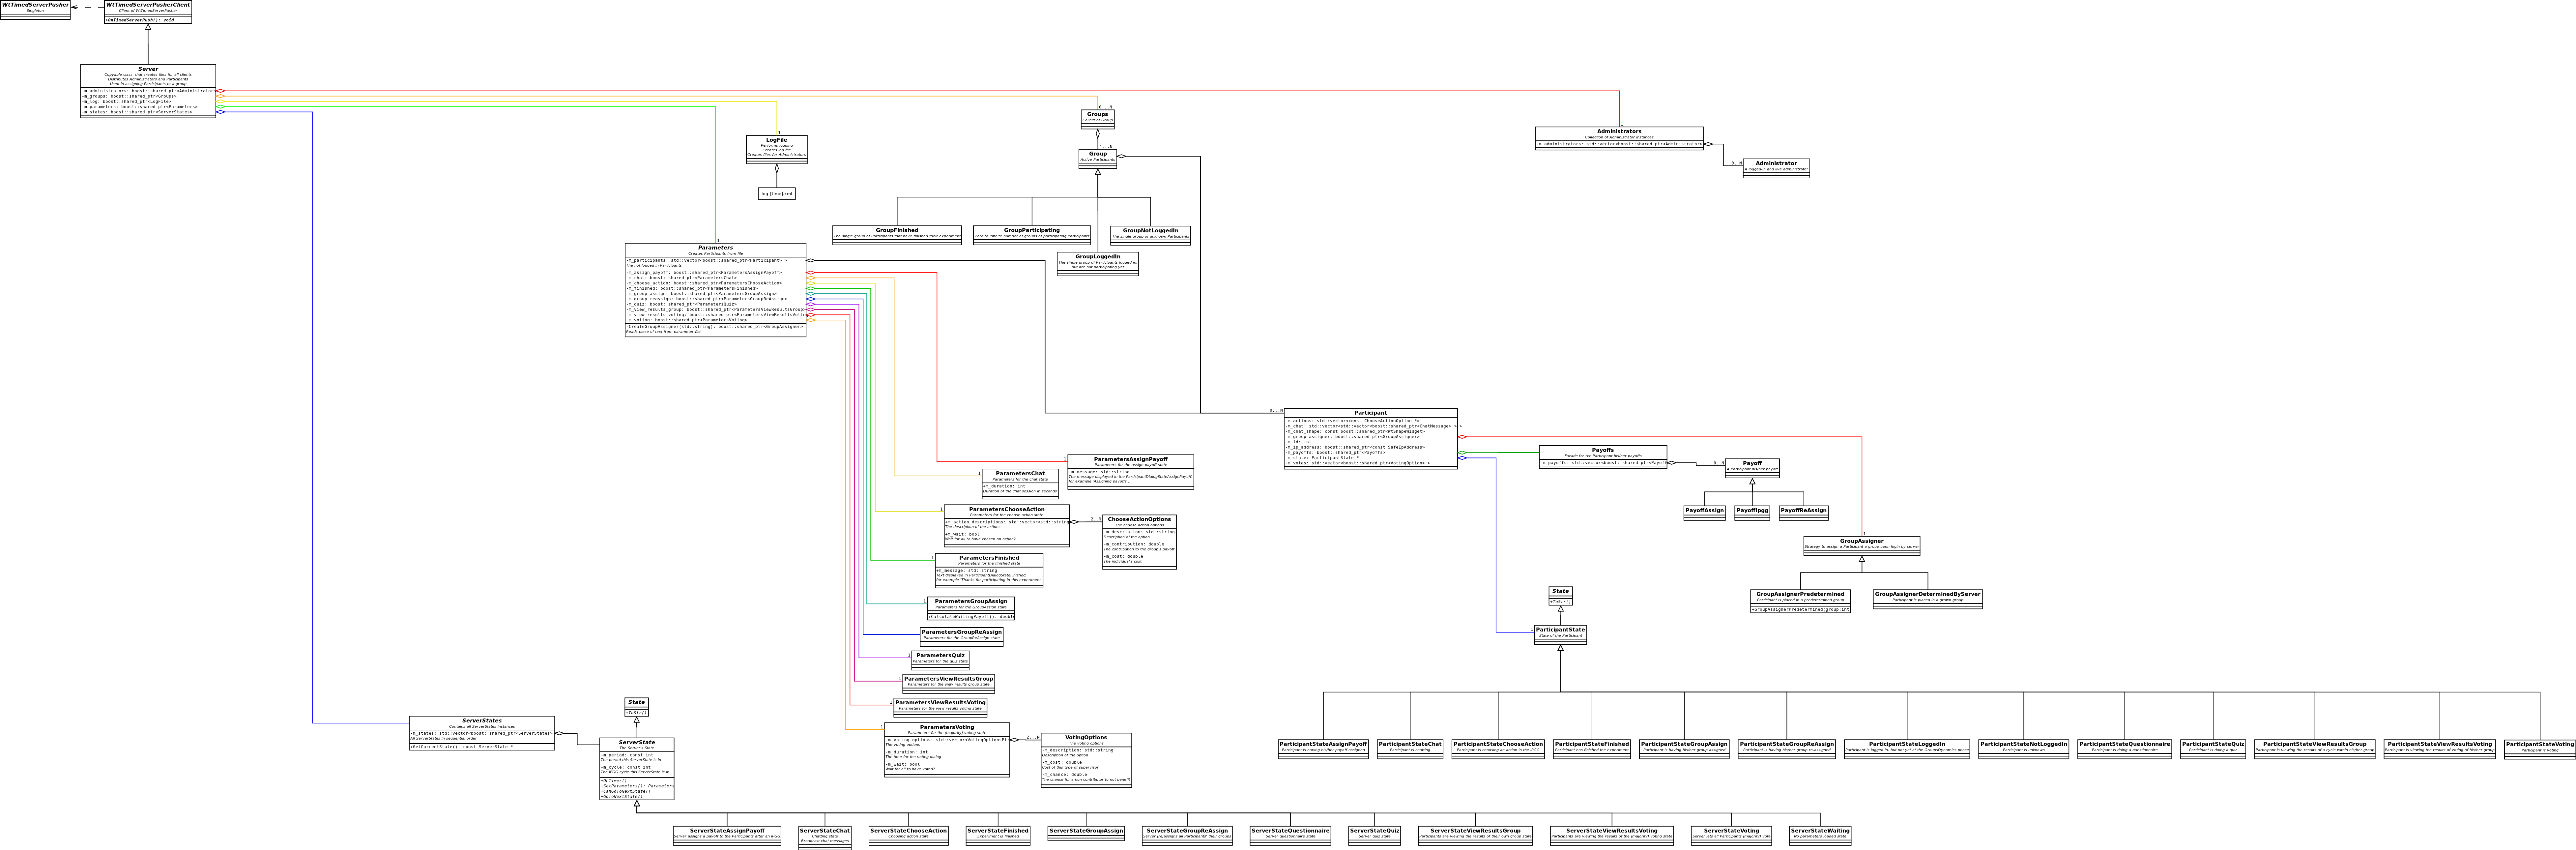 WtTimedServerPusher
Singleton
WtTimedServerPusherClient
Client of WtTimedServerPusher
+OnTimedServerPush(): void
Server
Copyable class that creates files for all clients
Distributes Administrators and Participants
Used in assigning Participants to a group
-m_administrators: boost::shared_ptr<Administrators
-m_groups: boost::shared_ptr<Groups>
-m_log: boost::shared_ptr<LogFile>
-m_parameters: boost::shared_ptr<Parameters>
-m_states: boost::shared_ptr<ServerStates>
1
LogFile
Performs logging
Creates log file
Creates files for Administrators
log_[time].xml
0...N
Groups
Collect of Group
4...N
Group
Active Participants
GroupFinished
The single group of Participants that have finished their experiment
GroupParticipating
Zero to infinite number of groups of participating Participants
GroupNotLoggedIn
The single group of unknown Participants
GroupLoggedIn
The single group of Participants logged in,
but are not participating yet
1
Administrators
Collection of Administrator instances
-m_administrators: std::vector<boost::shared_ptr<Administrator>
0..N
Administrator
A logged-in and live administrator
1
Parameters
Creates Participants from file
-m_participants: std::vector<boost::shared_ptr<Participant> >
The not-logged-in Participants
-m_assign_payoff: boost::shared_ptr<ParametersAssignPayoff>
-m_chat: boost::shared_ptr<ParametersChat>
-m_choose_action: boost::shared_ptr<ParametersChooseAction>
-m_finished: boost::shared_ptr<ParametersFinished>
-m_group_assign: boost::shared_ptr<ParametersGroupAssign>
-m_group_reassign: boost::shared_ptr<ParametersGroupReAssign>
-m_quiz: boost::shared_ptr<ParametersQuiz>
-m_view_results_group: boost::shared_ptr<ParametersViewResultsGroup>
-m_view_results_voting: boost::shared_ptr<ParametersViewResultsVoting
-m_voting: boost::shared_ptr<ParametersVoting>
-CreateGroupAssigner(std::string): boost::shared_ptr<GroupAssigner>
Reads piece of text from parameter file
0...N
Participant
-m_actions: std::vector<const ChooseActionOption *>
-m_chat: std::vector<std::vector<boost::shared_ptr<ChatMessage> > >
-m_chat_shape: const boost::shared_ptr<WtShapeWidget>
-m_group_assigner: boost::shared_ptr<GroupAssigner>
-m_id: int
-m_ip_address: boost::shared_ptr<const SafeIpAddress>
-m_payoffs: boost::shared_ptr<Payoffs>
-m_state: ParticipantState *
-m_votes: std::vector<boost::shared_ptr<VotingOption> >
Payoffs
Facade for the Participant his/her payoffs
-m_payoffs: std::vector<boost::shared_ptr<Payoff
0..N
Payoff
A Participant his/her payoff
PayoffAssign
PayoffIpgg
PayoffReAssign
1
GroupAssigner
Strategy to assign a Participant a group upon login by server
GroupAssignerPredetermined
Participant is placed in a predetermined group
+GroupAssignerPredetermined(group:int
GroupAssignerDeterminedByServer
Participant is placed in a grown group
1
ParametersAssignPayoff
Parameters for the assign payoff state
-m_message: std::string
The message displayed in the ParticipantDialogStateAssignPayoff,
for example 'Assigning payoffs...'
1
ParametersChat
Parameters for the chat state
+m_duration: int
Duration of the chat session in seconds
1
ParametersChooseAction
Parameters for the choose action state
+m_action_descriptions: std::vector<std::string
The description of the actions
+m_wait: bool
Wait for all to have chosen an action?
ChooseActionOptions
The choose action options
-m_description: std::string
Description of the option
-m_contribution: double
The contribution to the group's payoff
-m_cost: double
The individual's cost
1
ParametersFinished
Parameters for the finished state
+m_message: std::string
Text displayed in ParticipantDialogStateFinished,
for example 'Thanks for participating in this experiment'
1
ParametersGroupAssign
Parameters for the GroupAssign state
+CalculateWaitingPayoff(): double
ParametersGroupReAssign
Parameters for the GroupReAssign state
1
ParametersQuiz
Parameters for the quiz state
1
ParametersViewResultsGroup
Parameters for the view results group state
1
ParametersViewResultsVoting
Parameters for the view results voting state
1
ParametersVoting
Parameters for the (majority) voting state
-m_voting_options: std::vector<VotingOptionsPtr
The voting options
-m_duration: int
The time for the voting dialog
-m_wait: bool
Wait for all to have voted?
2..N
VotingOptions
The voting options
-m_description: std::string
Description of the option
-m_cost: double
Cost of this type of supervisor
-m_chance: double
The chance for a non-contributor to not benefit
State
+ToStr()
1
ParticipantState
State of the Participant
ParticipantStateAssignPayoff
Participant is having his/her payoff assigned
ParticipantStateChat
Participant is chatting
ParticipantStateChooseAction
Participant is choosing an action in the IPGG
ParticipantStateFinished
Participant has finished the experiment
ParticipantStateGroupAssign
Participant is having his/her group assigned
ParticipantStateGroupReAssign
Participant is having his/her group re-assigned
ParticipantStateLoggedIn
Participant is logged in, but not yet at the GroupDynamics phase
ParticipantStateNotLoggedIn
Participant is unknown
ParticipantStateQuestionnaire
Participant is doing a questionnaire
ParticipantStateQuiz
Participant is doing a quiz
ParticipantStateViewResultsGroup
Participant is viewing the results of a cycle within his/her group
ParticipantStateViewResultsVoting
Participant is viewing the results of voting of his/her group
ParticipantStateVoting
Participant is voting
ServerStates
Contains all ServerStates instances
-m_states: std::vector<boost::shared_ptr<ServerStates>
All ServerStates in sequential order
+GetCurrentState(): const ServerState *
State
+ToStr()
ServerState
The Server's State
-m_period: const int
The period this ServerState is in
-m_cycle: const int
The IPGG cycle this ServerState is in
+OnTimer()
+SetParameters(): Parameters
+CanGoToNextState()
+GoToNextState()
ServerStateAssignPayoff
Server assigns a payoff to the Participants after an IPGG
ServerStateChat
Chatting state
Broadcast chat messages
ServerStateChooseAction
Choosing action state
ServerStateFinished
Experiment is finished
ServerStateGroupAssign
ServerStateGroupReAssign
Server (re)assigns all Participants' their groups
ServerStateQuestionnaire
Server questionnaire state
ServerStateQuiz
Server quiz state
ServerStateViewResultsGroup
Participants are viewing the results of their own group state
ServerStateViewResultsVoting
Participants are viewing the results of the (majority) voting state
ServerStateVoting
Server lets all Participants (majority) vote
ServerStateWaiting
No parameters loaded state